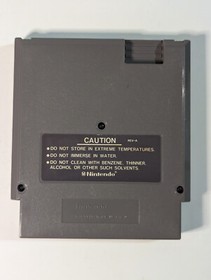 CAUTION
REV-A
•DO NOT STORE IN EXTREME TEMPERATURES.
•DO NOT IMMERSE IN WATER.
•DO NOT CLEAN WITH BENZENE, THINNER,
ALCOHOL OR OTHER SUCH SOLVENTS.
Nintendo